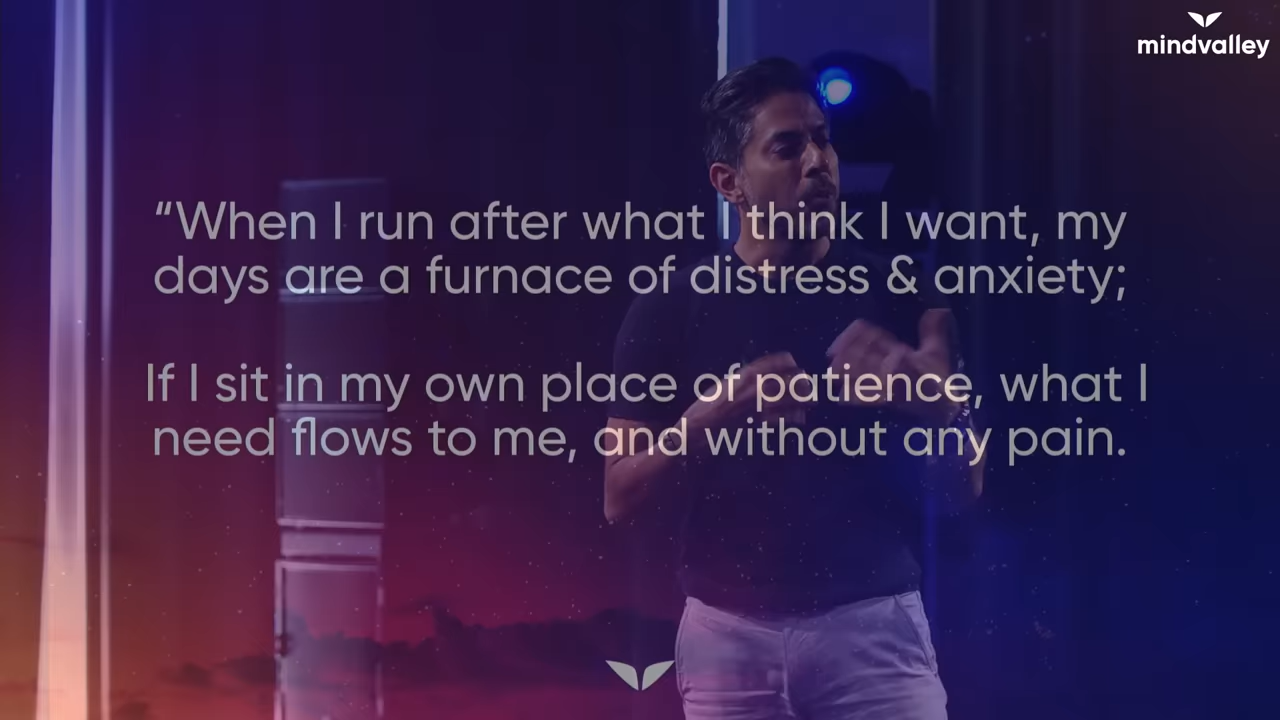 mindvalley
“When I run after what I think I want, my
days are a furnace of distress & anxiety;
If I sit in my own place of patience, what I
need flows to me, and without any pain.